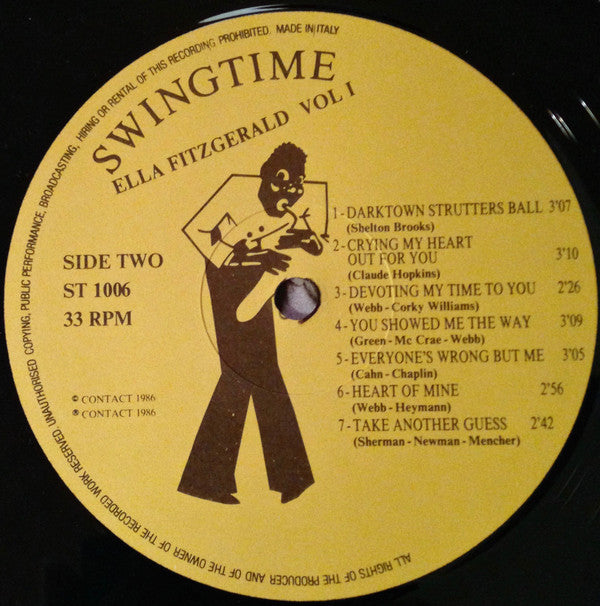 UNAUTHORISED COPYING, PUBLIC PERFORMANCE, BROADCASTING, HIRING OR RENTAL OF THIS RECORDING PROHIBITED. MADE IN ITALY
SWINGTIME
ELLA FITZGERALD VOL I
SIDE TWO
ST 1006
33 RPM
© CONTACT 1986
℗ CONTACT 1986
1-DARKTOWN STRUTTERS BALL 3'07
(Shelton Brooks)
2-CRYING MY HEART
OUT FOR YOU 3'10
(Claude Hopkins)
3-DEVOTING MY TIME TO YOU 2'26
(Webb-Corky Williams)
4-YOU SHOWED ME THE WAY 3'09
(Green-Mc Crae-Webb)
5-EVERYONE'S WRONG BUT ME 3'05
(Cahn-Chaplin)
6-HEART OF MINE 2'56
(Webb-Heymann)
7-TAKE ANOTHER GUESS 2'42
(Sherman-Newman-Mencher)
ALL RIGHTS OF THE PRODUCER AND OF THE OWNER OF THE RECORDED WORK RESERVED.